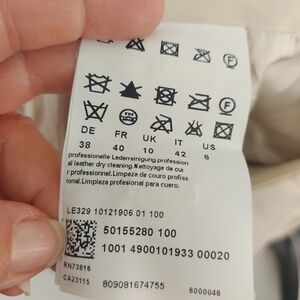 F
F
DE FR UK IT US
38 40 10 42 8
professionelle Lederreinigung.profession
al leather dry cleaning.Nettoyage de cui
r professionnel.Limpieza de couro profiss
ional.Limpieza profesional para cuero.
LE329 10121906 01 100
50155280 100
1001 4900101933 00020
RN73616
CA23115 809081674755 6000046